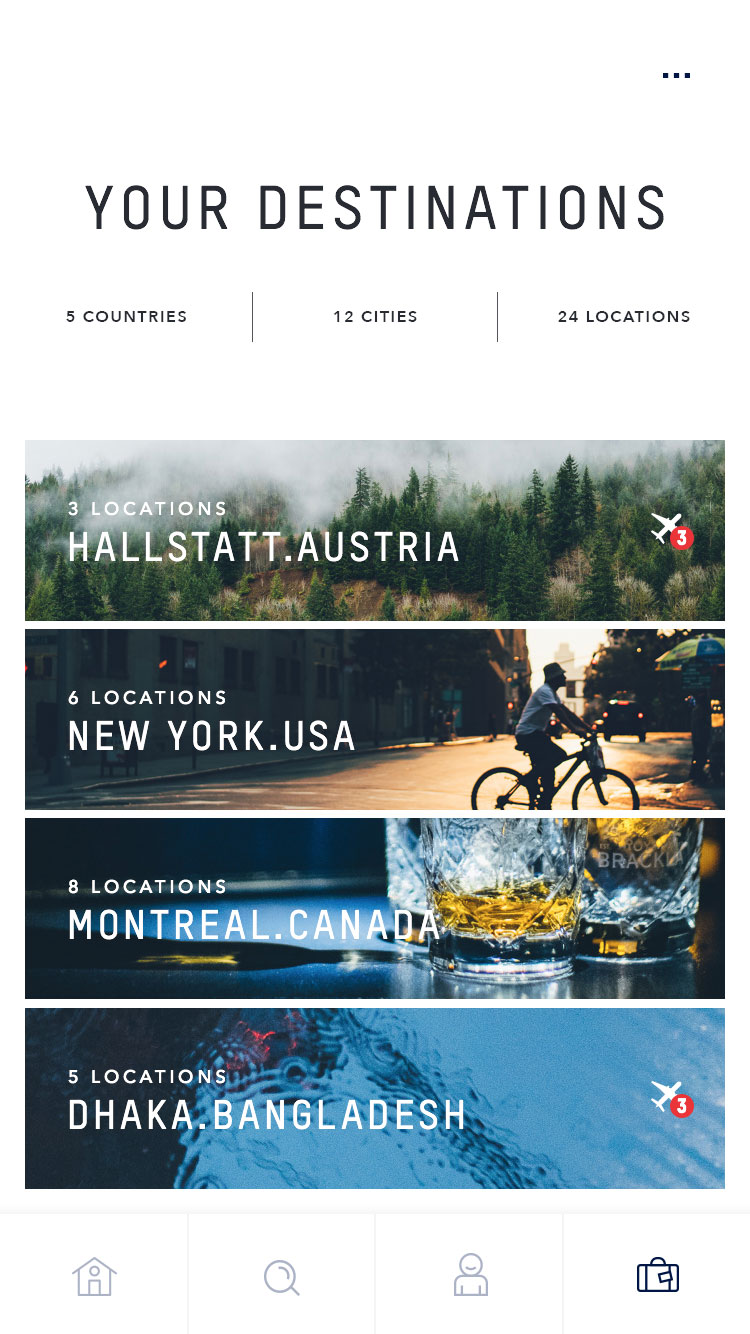 YOUR DESTINATIONS
5 COUNTRIES
12 CITIES
24 LOCATIONS
3 LOCATIONS
HALLSTATT.AUSTRIA
3
6 LOCATIONS
NEW YORK.USA
8 LOCATIONS
MONTREAL.CANADA
5 LOCATIONS
DHAKA.BANGLADESH
3